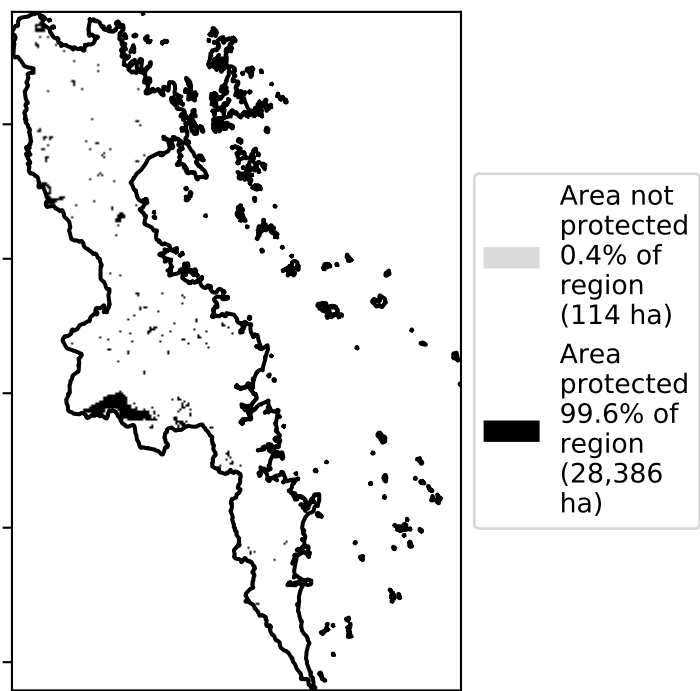 Area not
protected
0.4% of
region
(114 ha)
Area
protected
99.6% of
region
(28,386
ha)